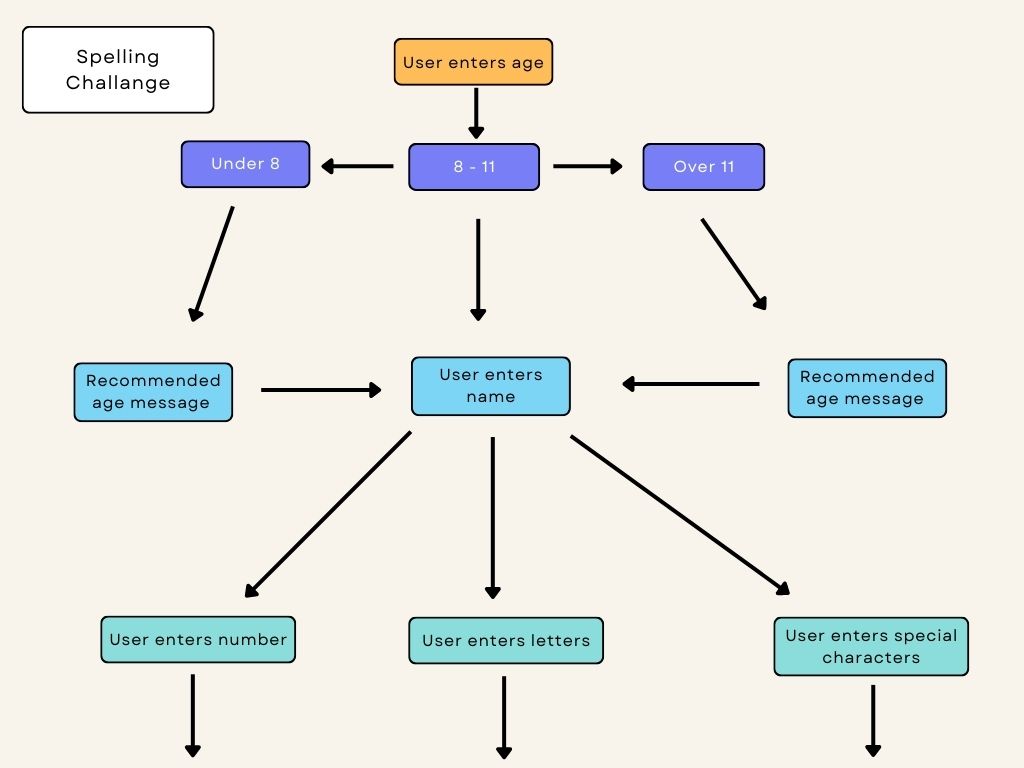 Spelling
Challange
User enters age
Under 8
8 - 11
Over 11
Recommended
age message
User enters
name
Recommended
age message
User enters number
User enters letters
User enters special
characters